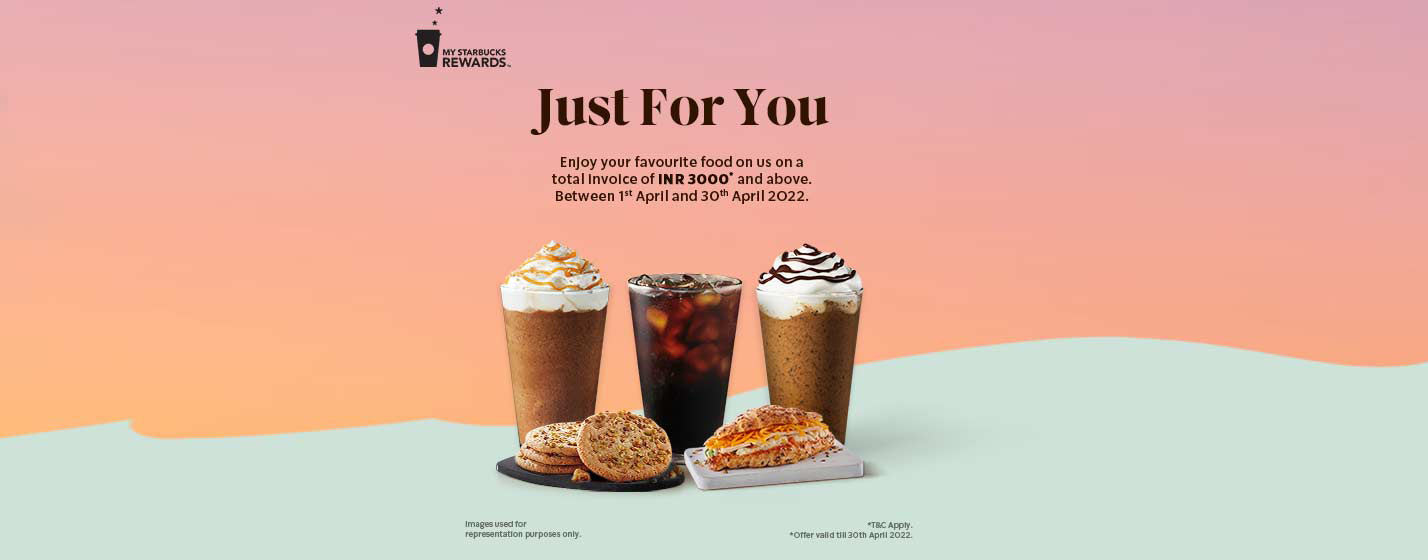 MY STARBUCKS
REWARDS™
Just For You
Enjoy your favourite food on us on a
total invoice of INR 3000* and above.
Between 1st April and 30th April 2022.
Images used for
representation purposes only.
*T&C Apply.
*Offer valid till 30th April 2022.